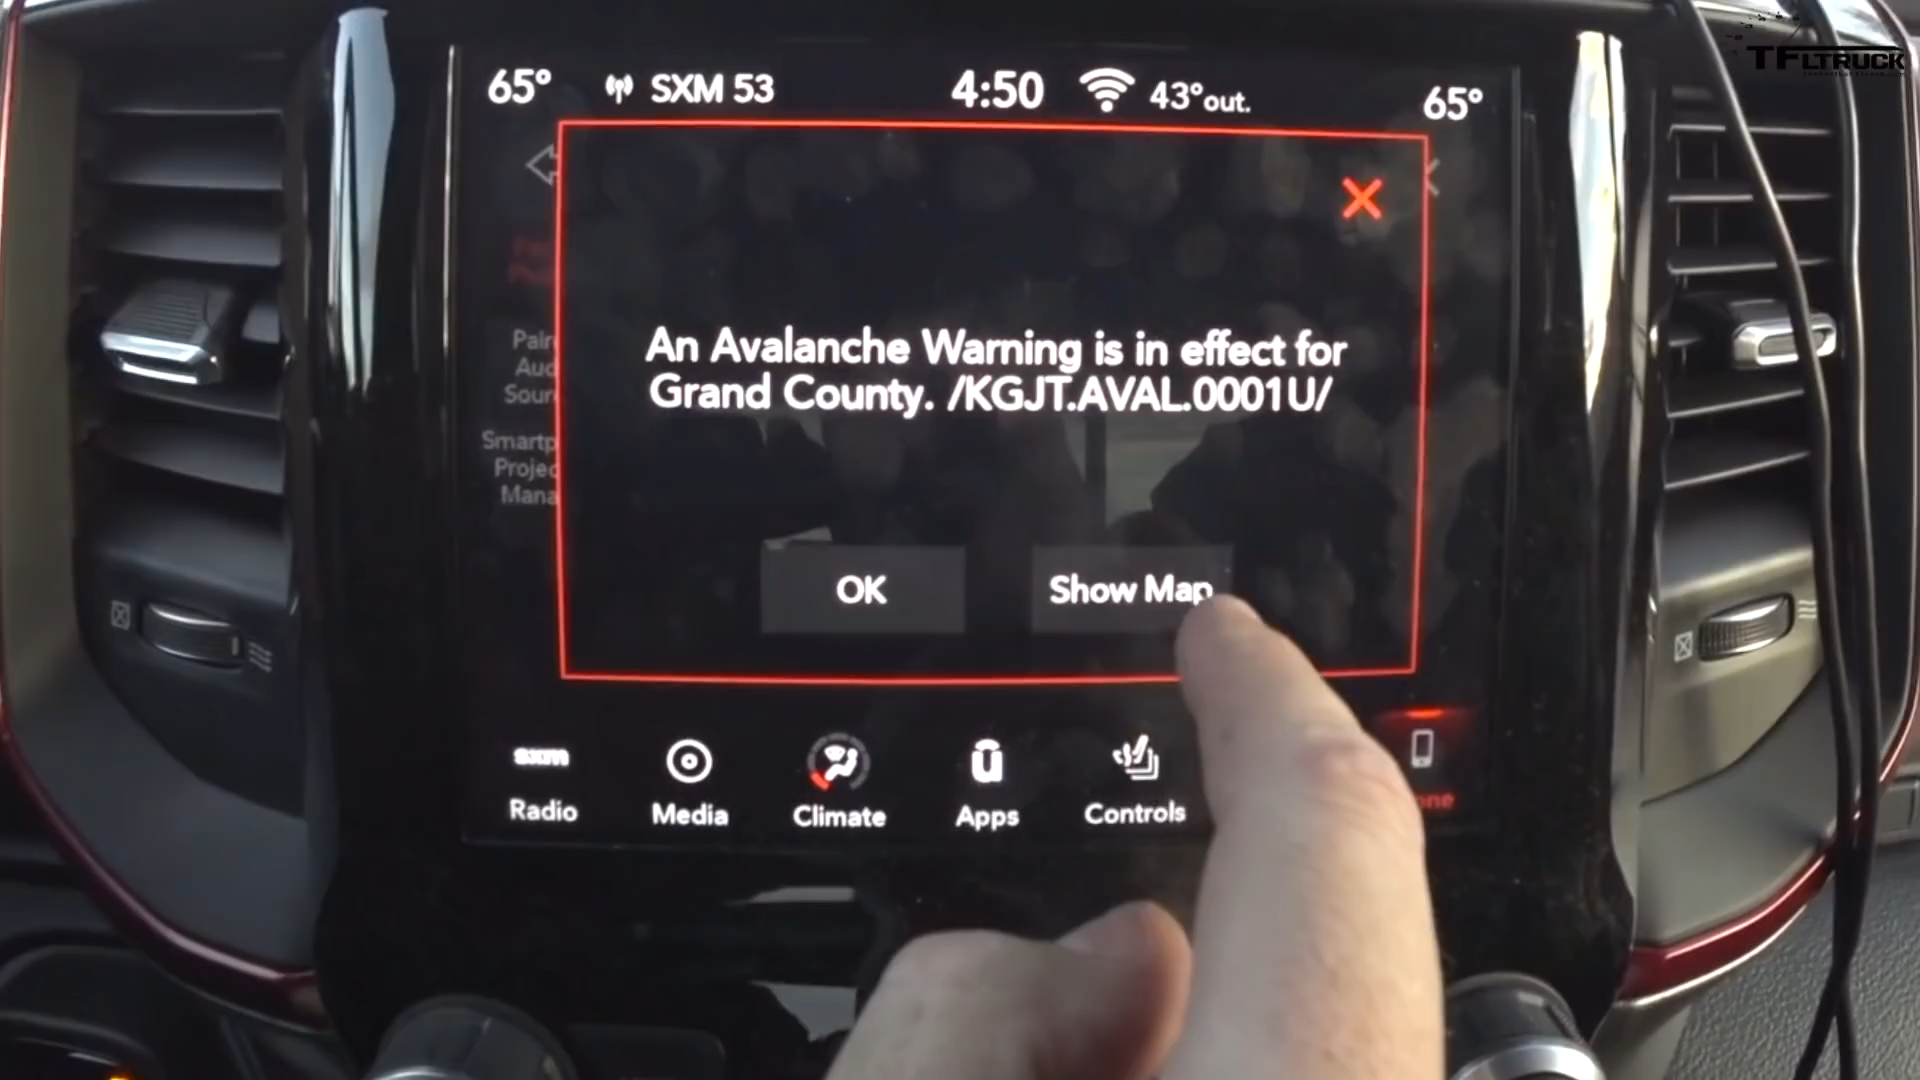 TFLTRUCK
65° SXM 53 4:50 43°out. 65°
An Avalanche Warning is in effect for
Grand County. /KGJT.AVAL.0001U/
OK Show Map
sxm
Radio Media Climate Apps Controls